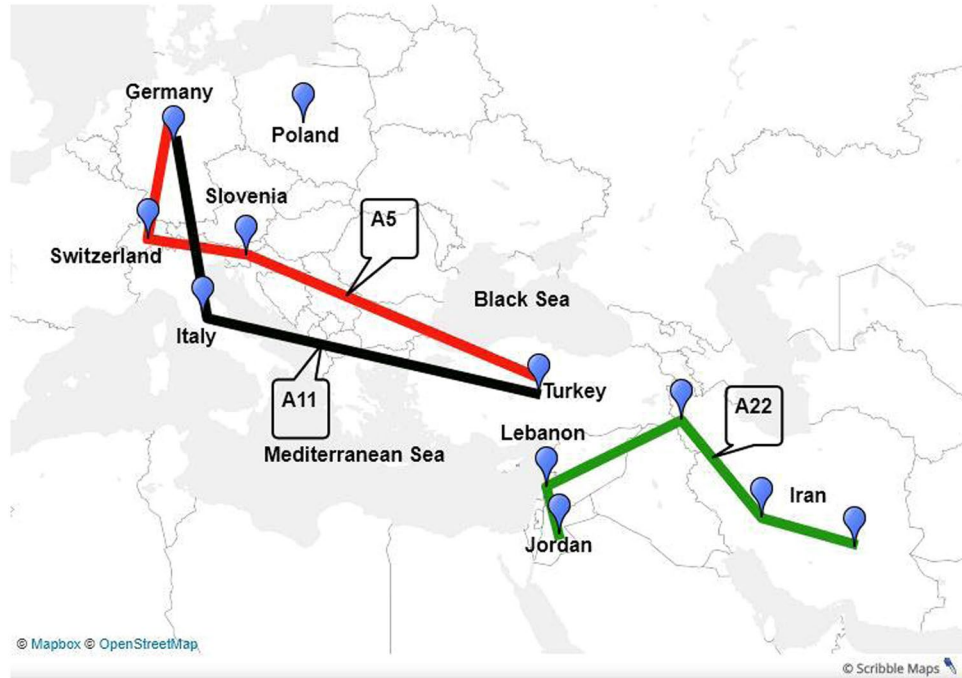 Germany
Poland
Slovenia
A5
Switzerland
Black Sea
Italy
Turkey
A11
A22
Lebanon
Mediterranean Sea
Iran
Jordan
© Mapbox © OpenStreetMap
© Scribble Maps